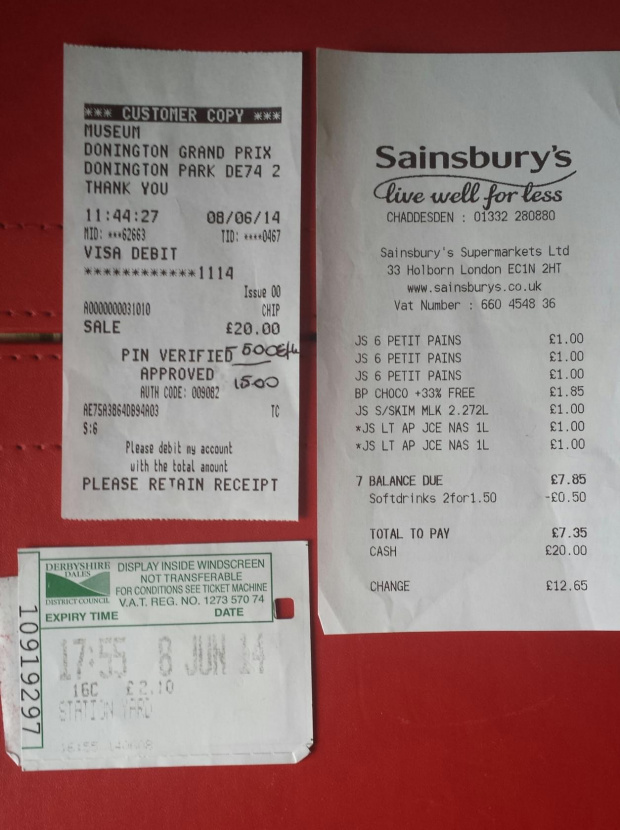 *** CUSTOMER COPY ***
MUSEUM
DONINGTON GRAND PRIX
DONINGTON PARK DE74 2
THANK YOU
11:44:27 08/06/14
MID: ***62663 TID: ****0467
VISA DEBIT
************1114
Issue 00
A0000000031010 CHIP
SALE £20.00
PIN VERIFIED
APPROVED 1500
AUTH CODE: 009082
AE75A3864DB94A03 TC
S:6
Please debit my account
with the total amount
PLEASE RETAIN RECEIPT
Sainsbury's
live well for less
CHADDESDEN : 01332 280880
Sainsbury's Supermarkets Ltd
33 Holborn London EC1N 2HT
www.sainsburys.co.uk
Vat Number : 660 4548 36
JS 6 PETIT PAINS £1.00
JS 6 PETIT PAINS £1.00
JS 6 PETIT PAINS £1.00
BP CHOCO +33% FREE £1.85
JS S/SKIM MLK 2.272L £1.00
*JS LT AP JCE NAS 1L £1.00
*JS LT AP JCE NAS 1L £1.00
7 BALANCE DUE £7.85
Softdrinks 2for1.50 -£0.50
TOTAL TO PAY £7.35
CASH £20.00
CHANGE £12.65
DERBYSHIRE
DALES
DISTRICT COUNCIL
DISPLAY INSIDE WINDSCREEN
NOT TRANSFERABLE
FOR CONDITIONS SEE TICKET MACHINE
V.A.T. REG. NO. 1273 570 74
EXPIRY TIME DATE
17:55 8 JUN 14
16C £2.10
STATION YARD
10919297